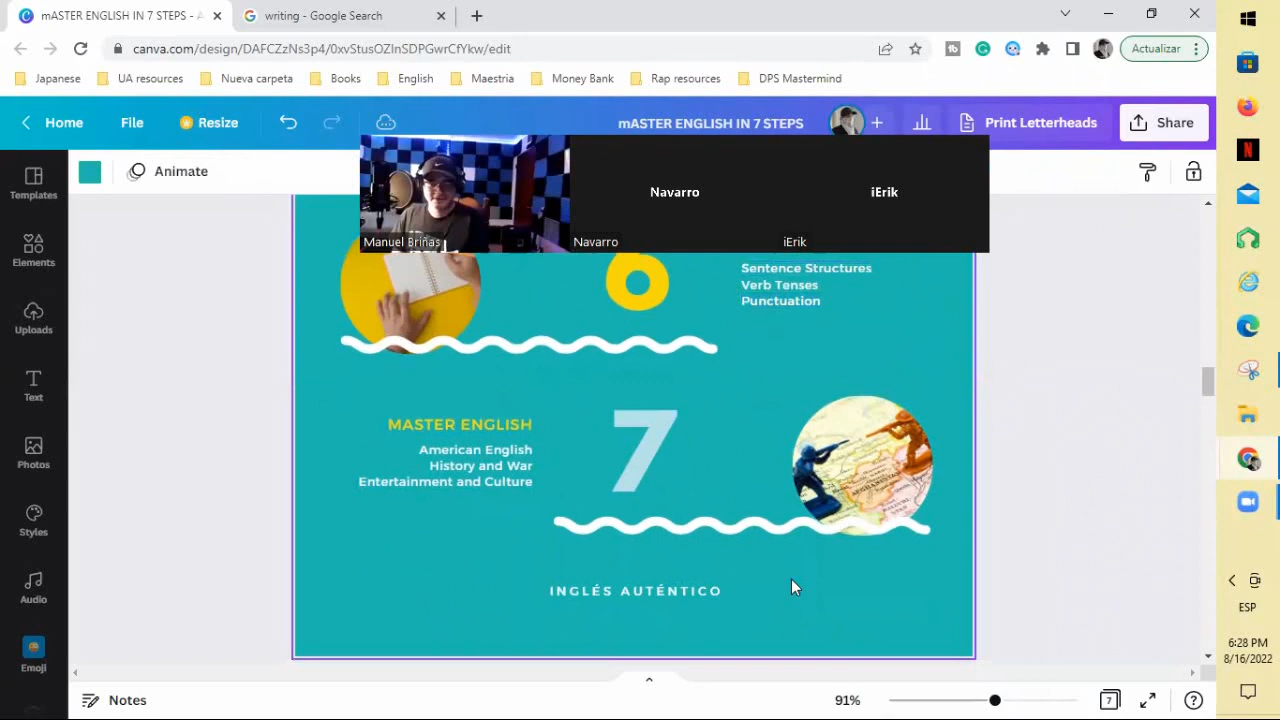 mASTER ENGLISH IN 7 STEPS - A
writing - Google Search
canva.com/design/DAFCZzNs3p4/0xvStusOZInSDPGwrCfYkw/edit
Actualizar
Japanese
UA resources
Nueva carpeta
Books
English
Maestria
Money Bank
Rap resources
DPS Mastermind
Home
File
Resize
mASTER ENGLISH IN 7 STEPS
Print Letterheads
Share
Templates
Animate
Navarro
iErik
Manuel Briñas
Navarro
iErik
Elements
Uploads
Text
Photos
Styles
Audio
Emoji
6
Sentence Structures
Verb Tenses
Punctuation
MASTER ENGLISH
American English
History and War
Entertainment and Culture
7
AFGHANISTAN
INGLÉS AUTÉNTICO
Notes
91%
7
ESP
6:28 PM
8/16/2022